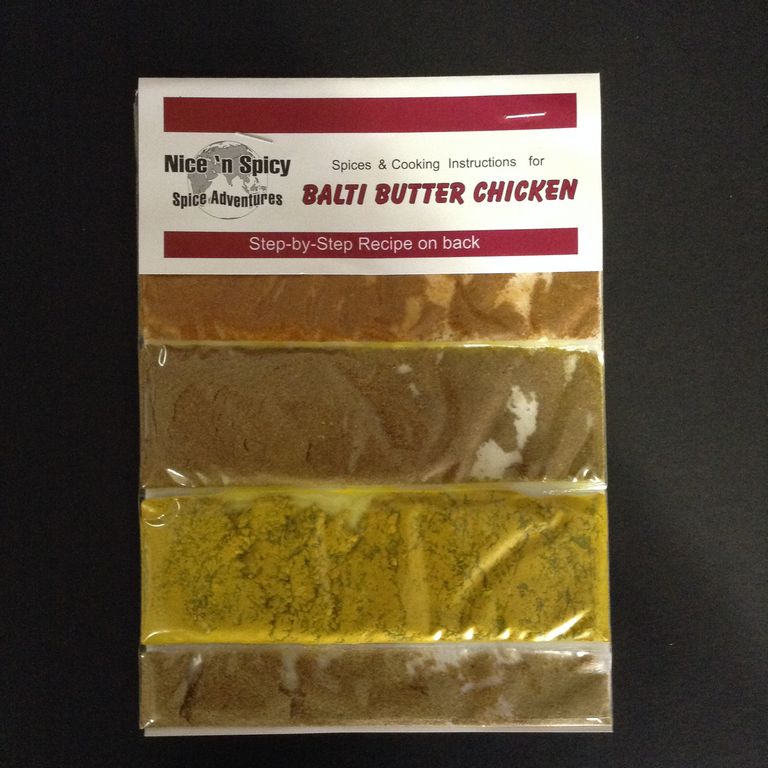 Nice 'n Spicy
Spice Adventures
Spices & Cooking Instructions for
BALTI BUTTER CHICKEN
Step-by-Step Recipe on back